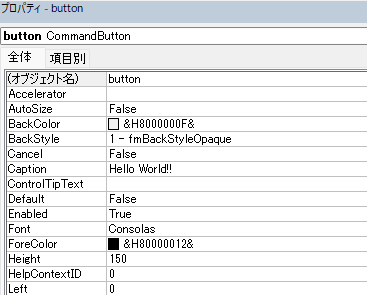 プロパティ - button
button CommandButton
全体 項目別
(オブジェクト名) button
Accelerator
AutoSize False
BackColor &H8000000F&
BackStyle 1 - fmBackStyleOpaque
Cancel False
Caption Hello World!!
ControlTipText
Default False
Enabled True
Font Consolas
ForeColor &H80000012&
Height 150
HelpContextID 0
Left 0